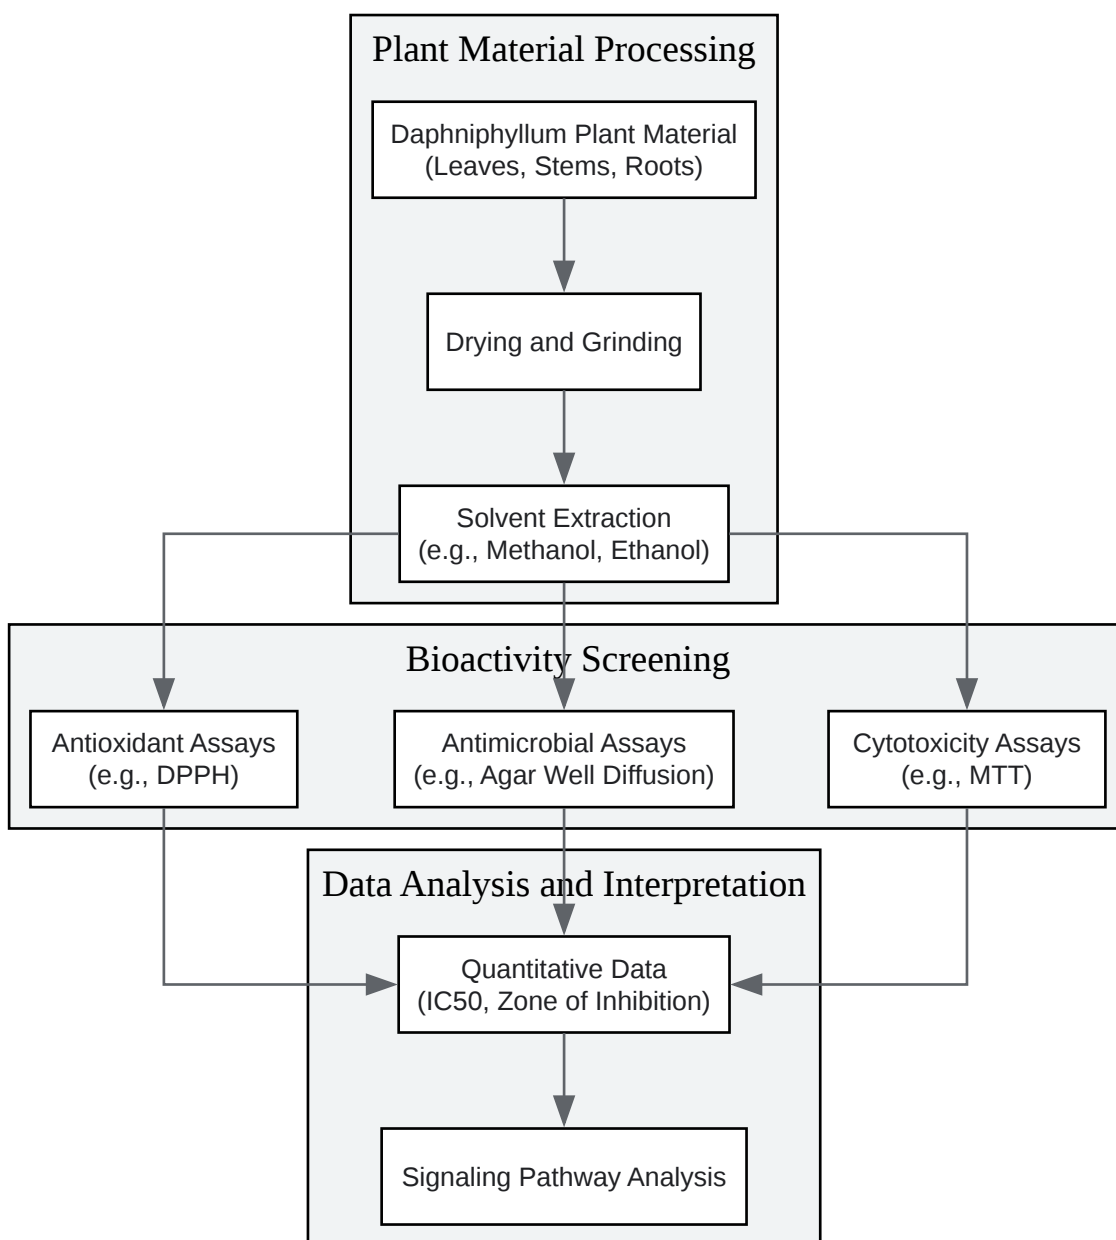 Plant Material Processing
Daphniphyllum Plant Material
(Leaves, Stems, Roots)
Drying and Grinding
Solvent Extraction
(e.g., Methanol, Ethanol)
Bioactivity Screening
Antioxidant Assays
(e.g., DPPH)
Antimicrobial Assays
(e.g., Agar Well Diffusion)
Cytotoxicity Assays
(e.g., MTT)
Data Analysis and Interpretation
Quantitative Data
(IC50, Zone of Inhibition)
Signaling Pathway Analysis